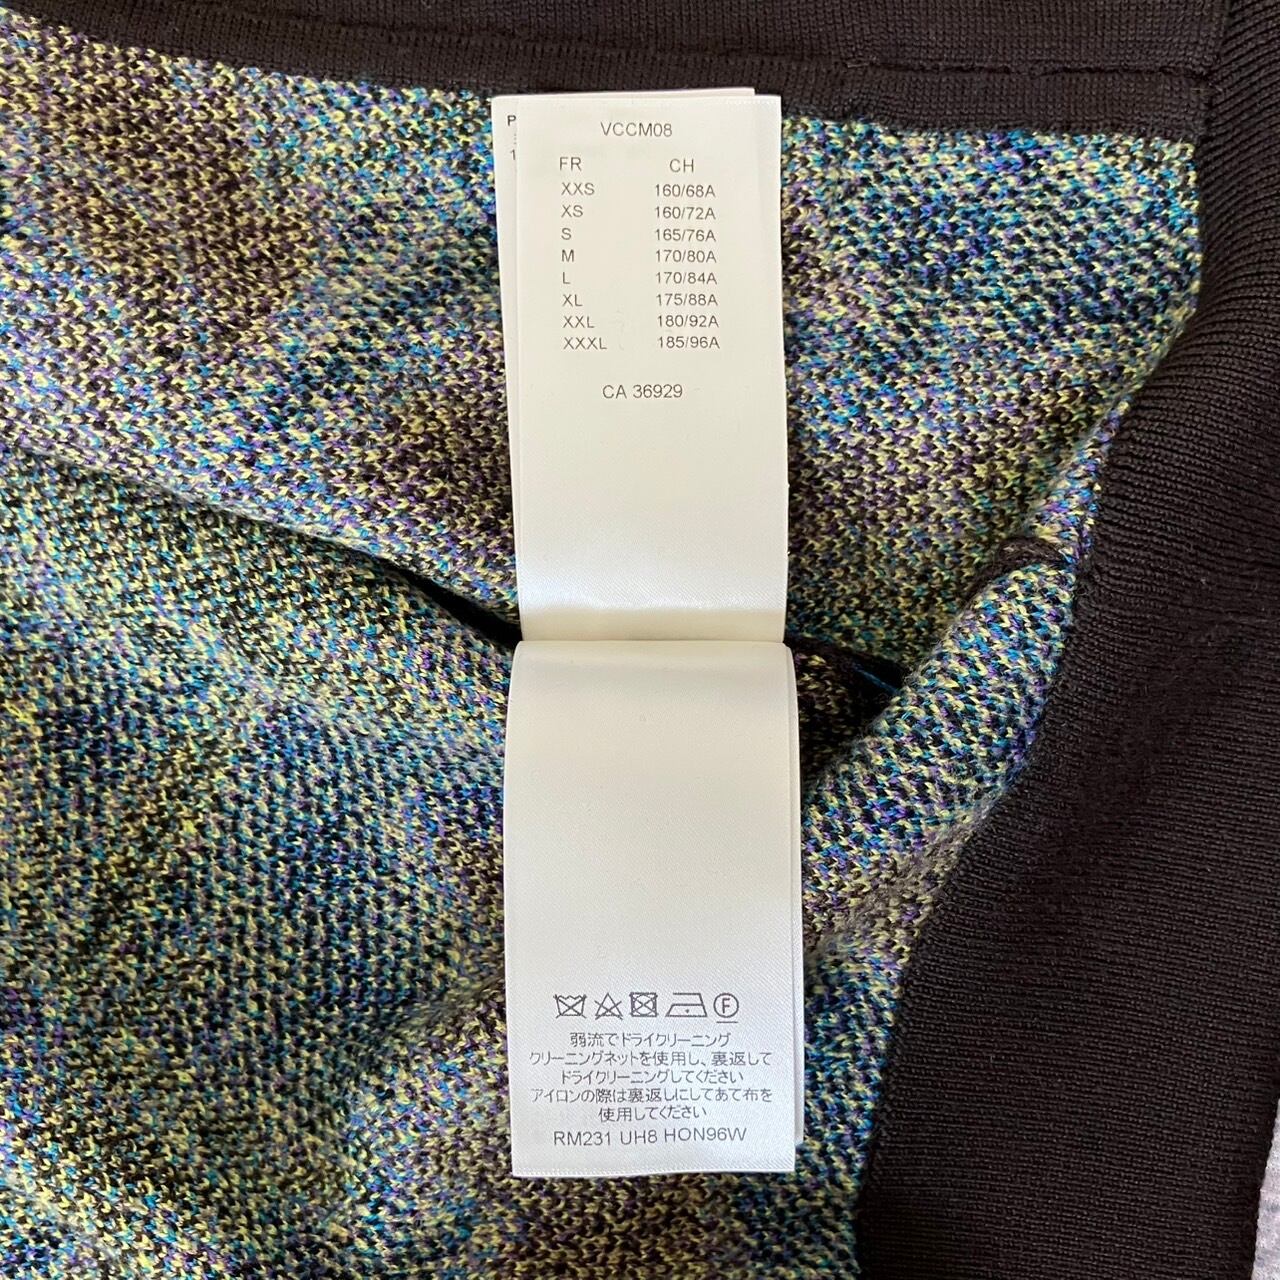 VCCM08
FR CH
XXS 160/68A
XS 160/72A
S 165/76A
M 170/80A
L 170/84A
XL 175/88A
XXL 180/92A
XXXL 185/96A
CA 36929
F
弱流でドライクリーニング
クリーニングネットを使用し、裏返して
ドライクリーニングしてください
アイロンの際は裏返しにしてあて布を
使用してください
RM231 UH8 HON96W